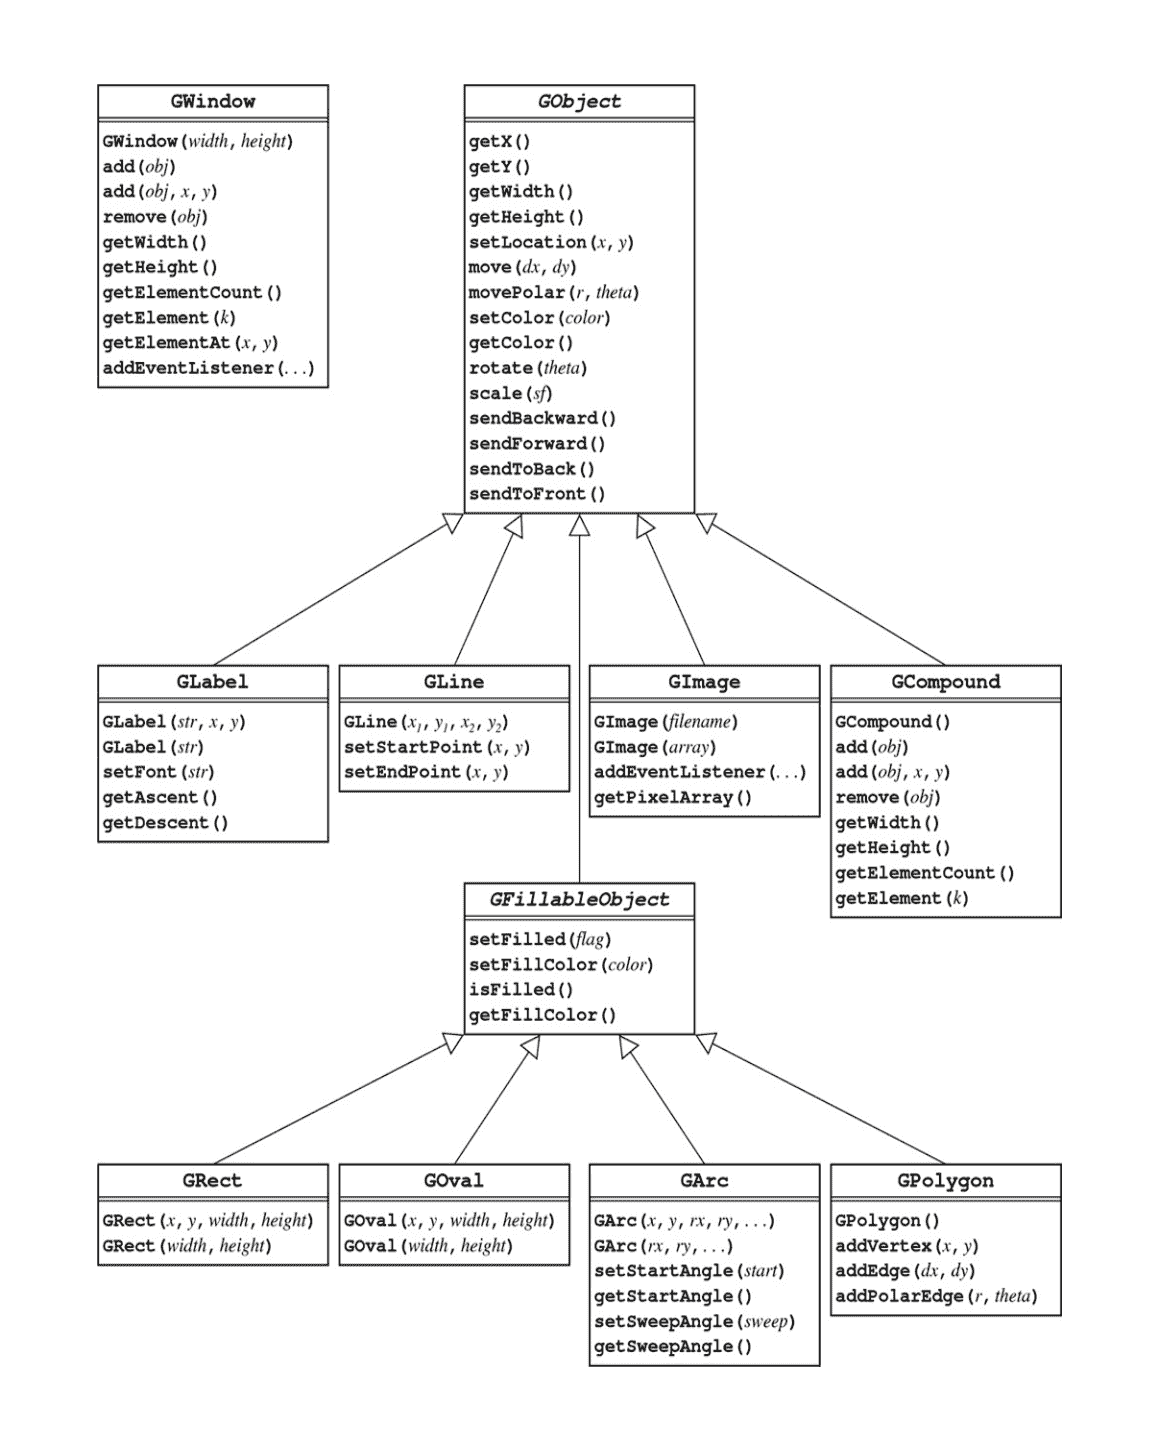 GWindow
GWindow(width, height)
add(obj)
add(obj, x, y)
remove(obj)
getWidth()
getHeight()
getElementCount()
getElement(k)
getElementAt(x, y)
addEventListener(...)
GObject
getX()
getY()
getWidth()
getHeight()
setLocation(x, y)
move(dx, dy)
movePolar(r, theta)
setColor(color)
getColor()
rotate(theta)
scale(sf)
sendBackward()
sendForward()
sendToBack()
sendToFront()
GLabel
GLabel(str, x, y)
GLabel(str)
setFont(str)
getAscent()
getDescent()
GLine
GLine(x₁, y₁, x₂, y₂)
setStartPoint(x, y)
setEndPoint(x, y)
GImage
GImage(filename)
GImage(array)
addEventListener(...)
getPixelArray()
GCompound
GCompound()
add(obj)
add(obj, x, y)
remove(obj)
getWidth()
getHeight()
getElementCount()
getElement(k)
GFillableObject
setFilled(flag)
setFillColor(color)
isFilled()
getFillColor()
GRect
GRect(x, y, width, height)
GRect(width, height)
GOval
GOval(x, y, width, height)
GOval(width, height)
GArc
GArc(x, y, rx, ry, ...)
GArc(rx, ry, ...)
setStartAngle(start)
getStartAngle()
setSweepAngle(sweep)
getSweepAngle()
GPolygon
GPolygon()
addVertex(x, y)
addEdge(dx, dy)
addPolarEdge(r, theta)